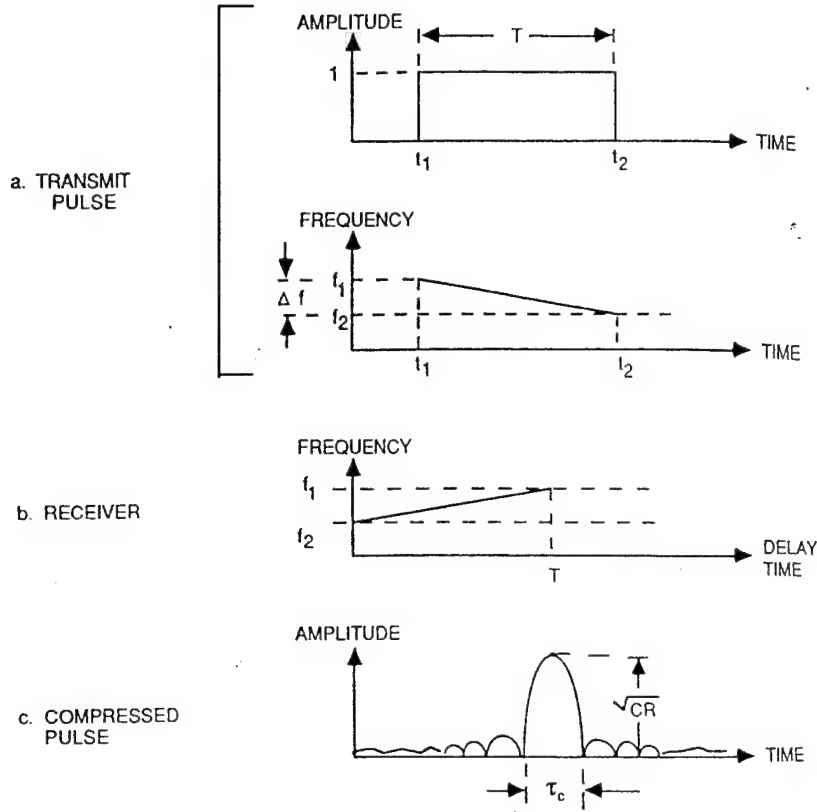 AMPLITUDE
T
1
TIME
t1 t2
a. TRANSMIT
PULSE
FREQUENCY
f1
Δ f
f2
TIME
t1 t2
FREQUENCY
f1
b. RECEIVER
f2
DELAY
TIME
T
AMPLITUDE
√CR
c. COMPRESSED
PULSE
TIME
τc